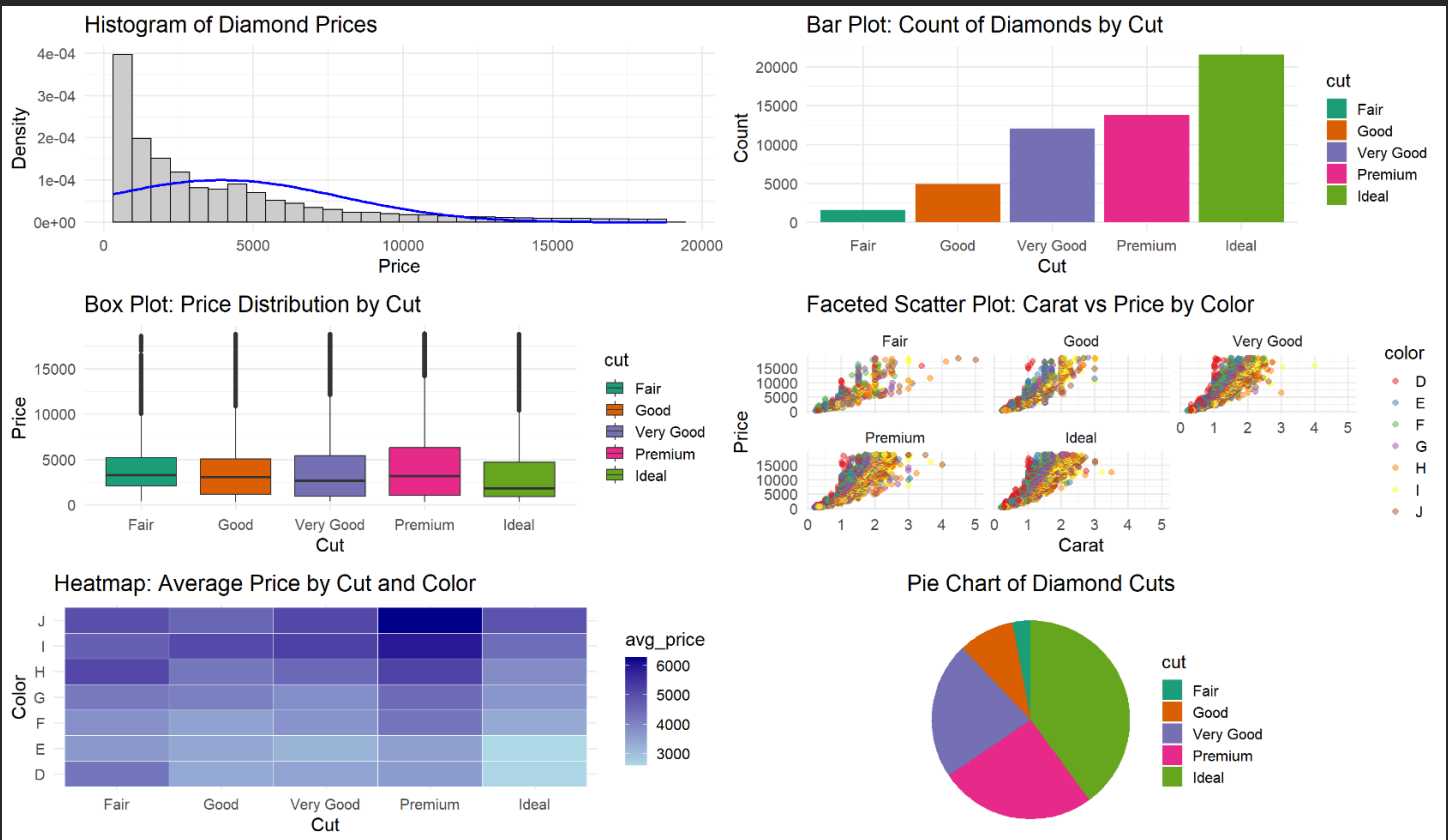 Histogram of Diamond Prices
Density
4e-04
3e-04
2e-04
1e-04
0e+00
0 5000 10000 15000 20000
Price
Bar Plot: Count of Diamonds by Cut
Count
20000
15000
10000
5000
0
Fair Good Very Good Premium Ideal
Cut
cut
Fair
Good
Very Good
Premium
Ideal
Box Plot: Price Distribution by Cut
Price
15000
10000
5000
0
Fair Good Very Good Premium Ideal
Cut
cut
Fair
Good
Very Good
Premium
Ideal
Faceted Scatter Plot: Carat vs Price by Color
Price
Fair Good Very Good
15000
10000
5000
0
0 1 2 3 4 5
Premium Ideal
15000
10000
5000
0
0 1 2 3 4 5 0 1 2 3 4 5
Carat
color
D
E
F
G
H
I
J
Heatmap: Average Price by Cut and Color
Color
J
I
H
G
F
E
D
Fair Good Very Good Premium Ideal
Cut
avg_price
6000
5000
4000
3000
Pie Chart of Diamond Cuts
cut
Fair
Good
Very Good
Premium
Ideal